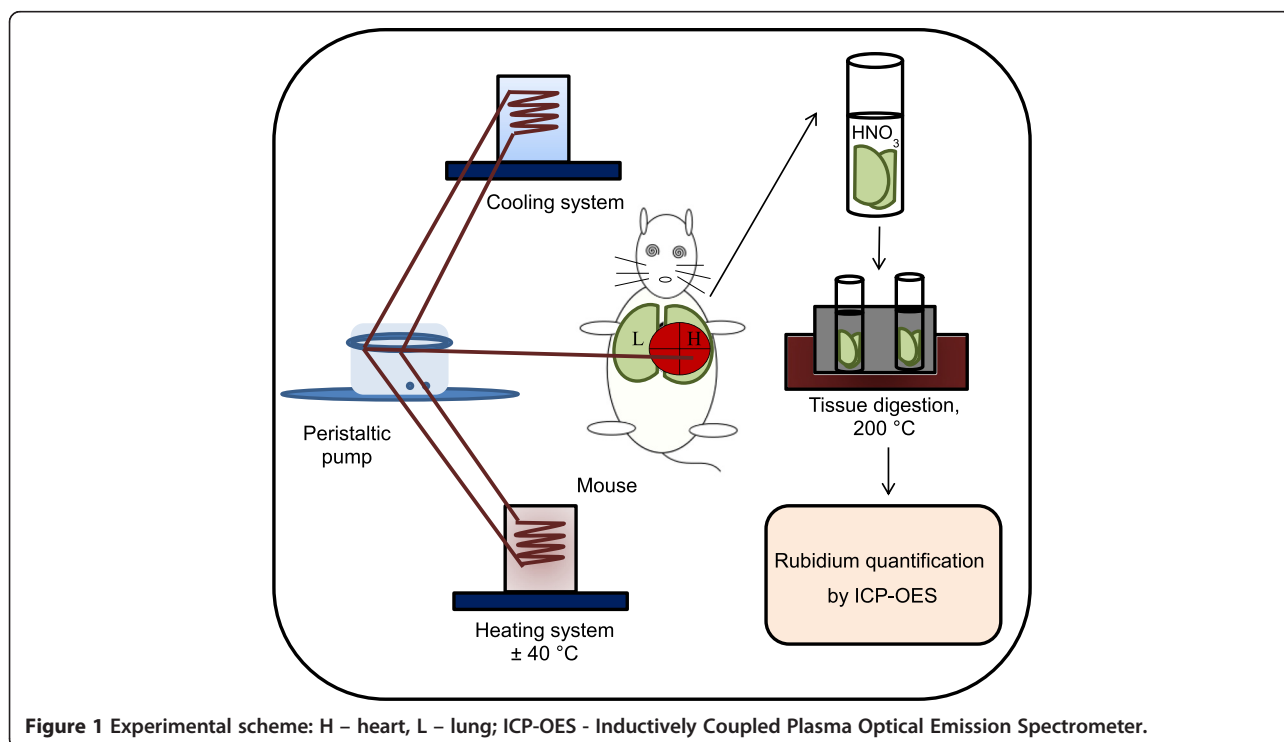 Cooling system
HNO3
L
H
Peristaltic
pump
Mouse
Tissue digestion,
200 °C
Heating system
± 40 °C
Rubidium quantification
by ICP-OES
Figure 1 Experimental scheme: H – heart, L – lung; ICP-OES - Inductively Coupled Plasma Optical Emission Spectrometer.